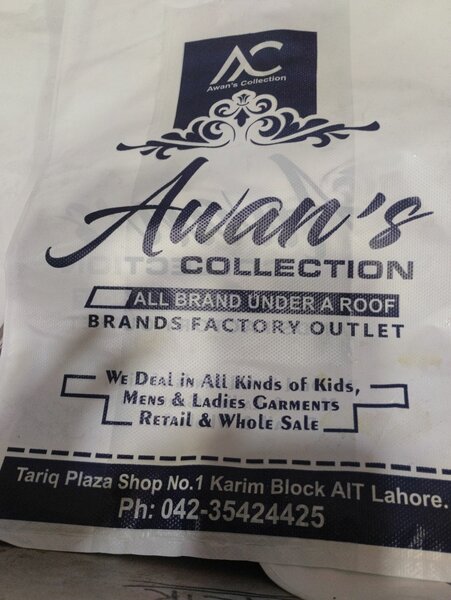 AC
Awan's Collection
Awan's
COLLECTION
ALL BRAND UNDER A ROOF
BRANDS FACTORY OUTLET
We Deal in All Kinds of Kids,
Mens & Ladies Garments
Retail & Whole Sale
Tariq Plaza Shop No.1 Karim Block AIT Lahore.
Ph: 042-35424425